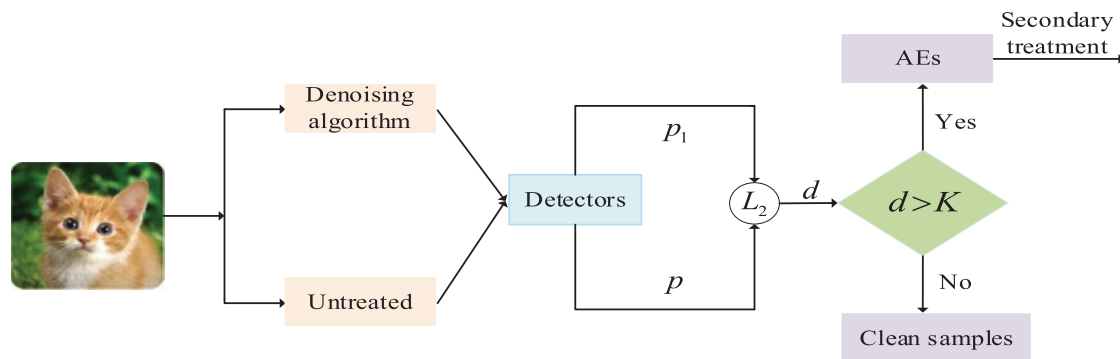 Denoising
algorithm
Untreated
Detectors
p₁
p
L₂
d
d>K
Yes
No
AEs
Clean samples
Secondary
treatment